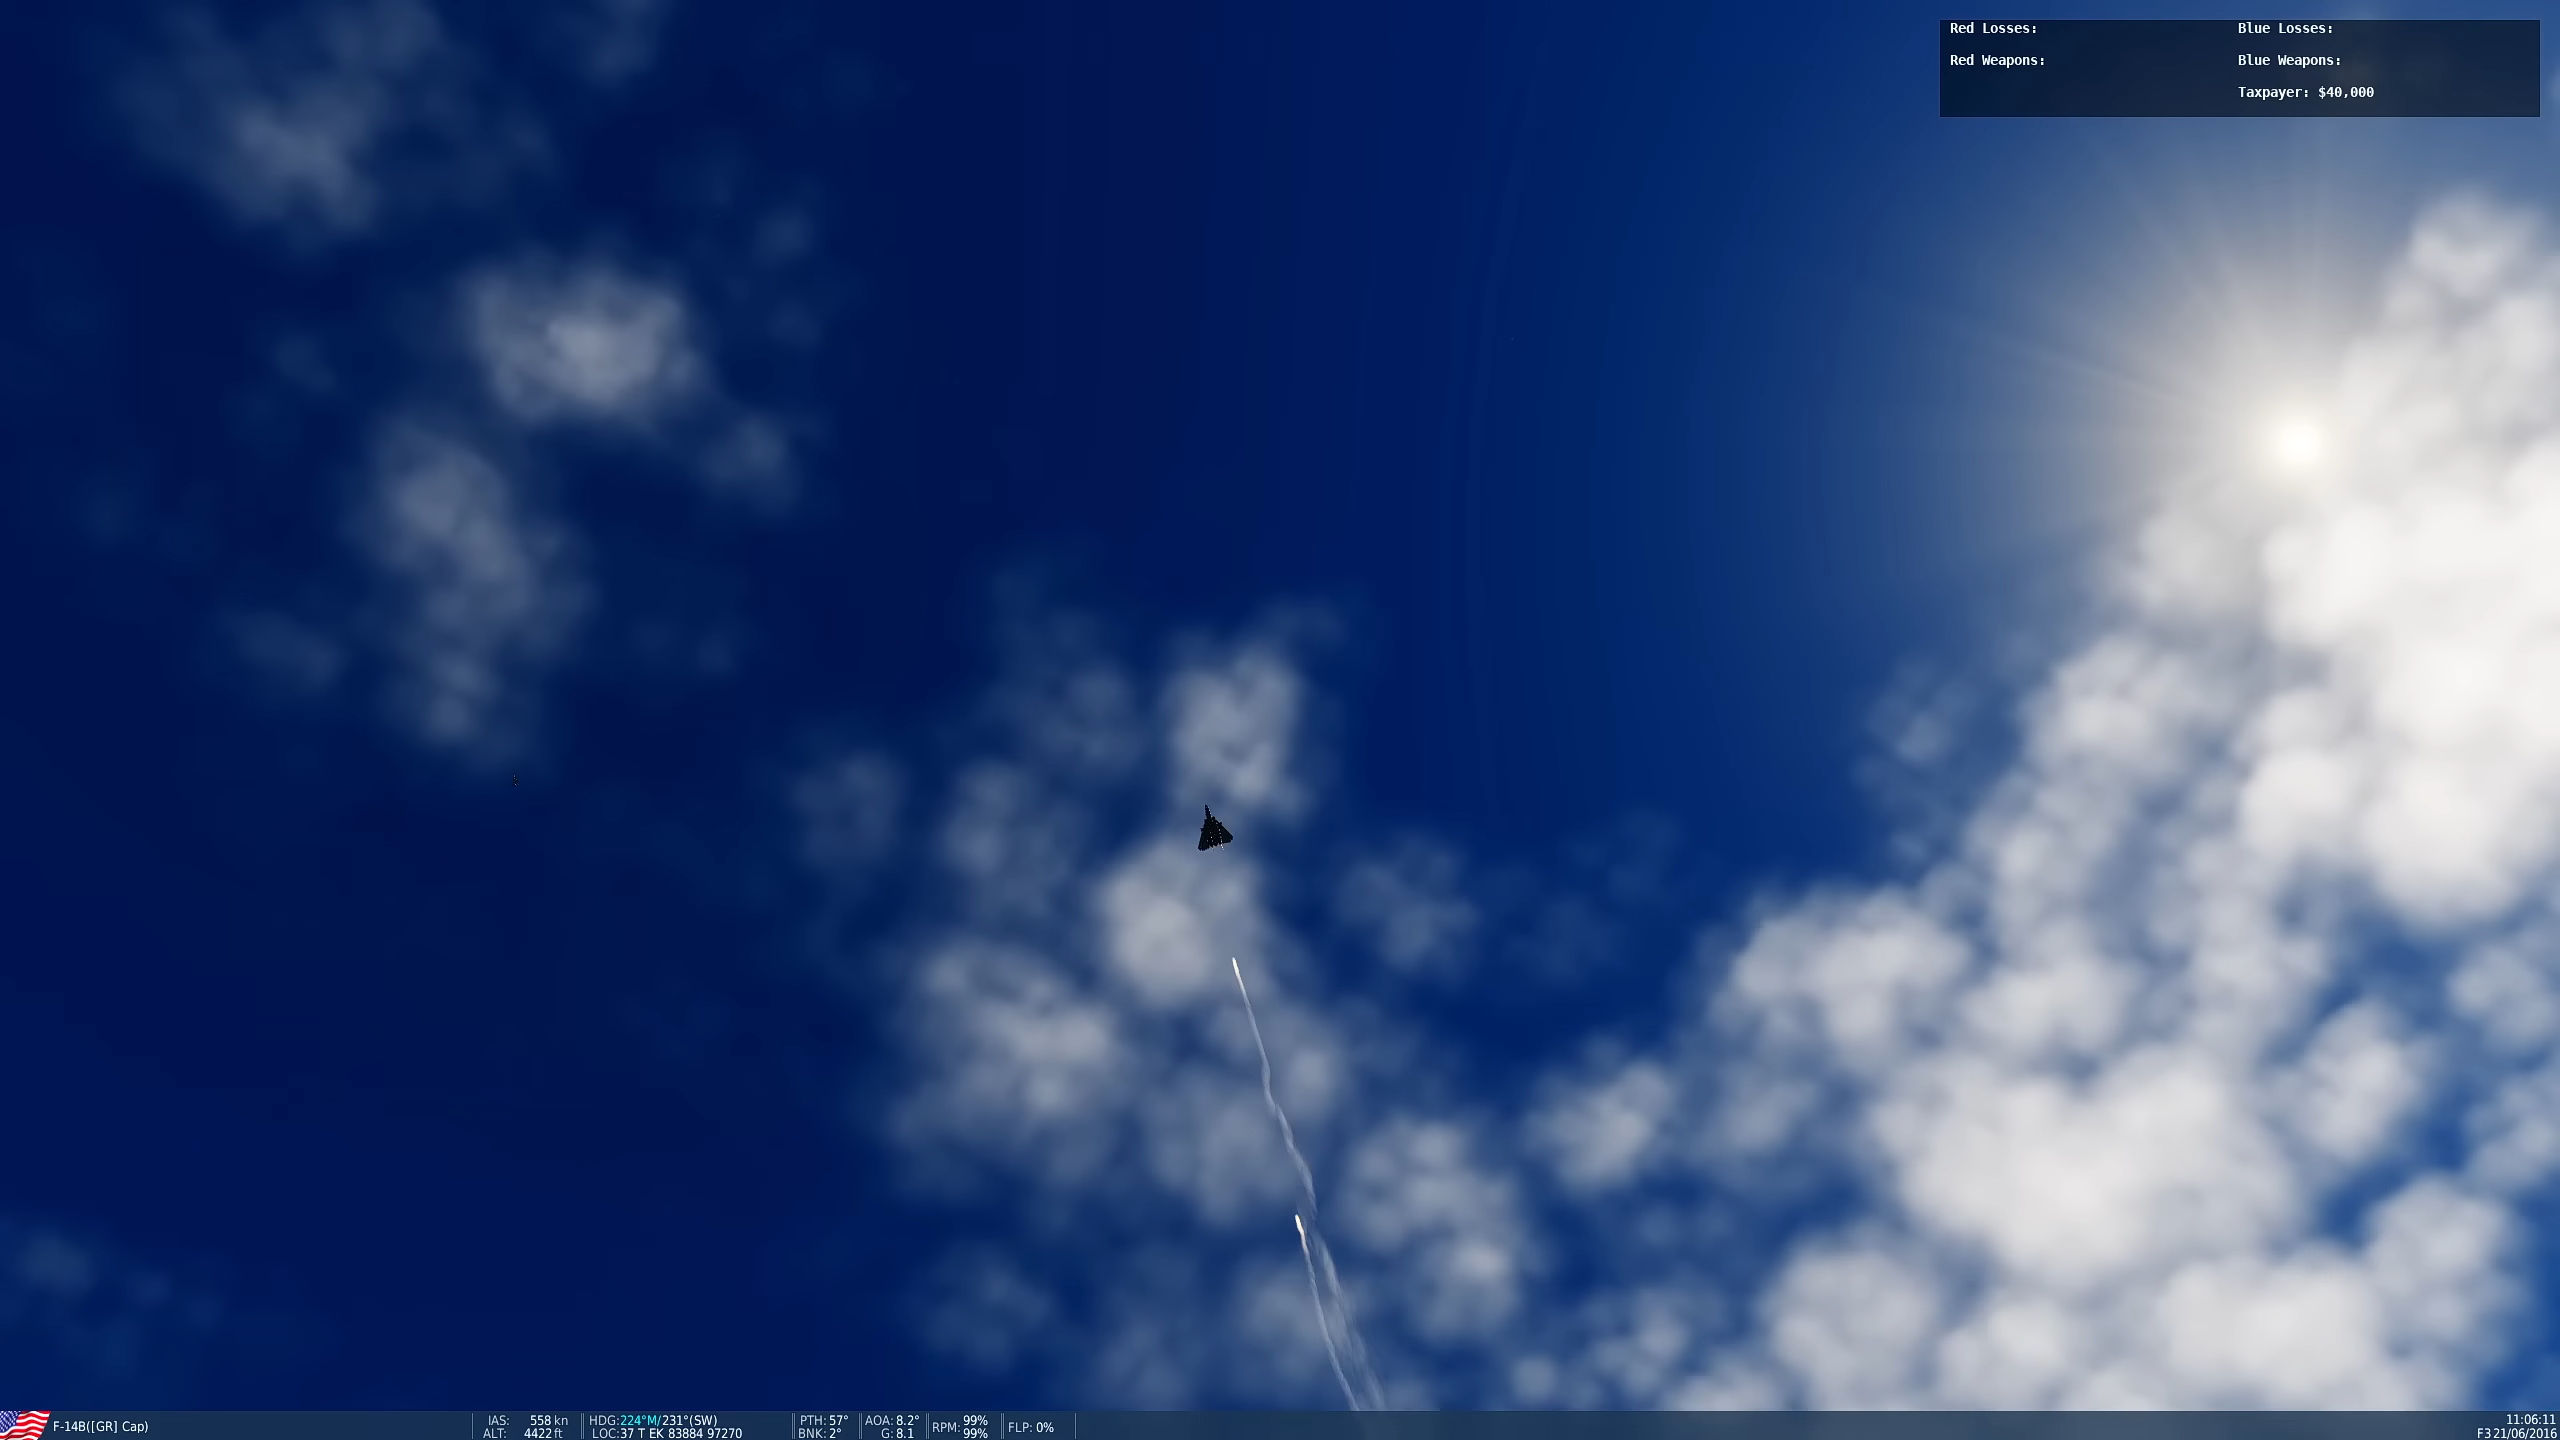 Red Losses: Blue Losses:
Red Weapons: Blue Weapons:
Taxpayer: $40,000
F-14B([GR] Cap)
IAS: 558 kn HDG:224°M/231°(SW) PTH: 57° AOA: 8.2° RPM: 99% FLP: 0% 11:06:11
ALT: 4422 ft LOC:37 T EK 83884 97270 BNK: 2° G: 8.1 99% F3 21/06/2016